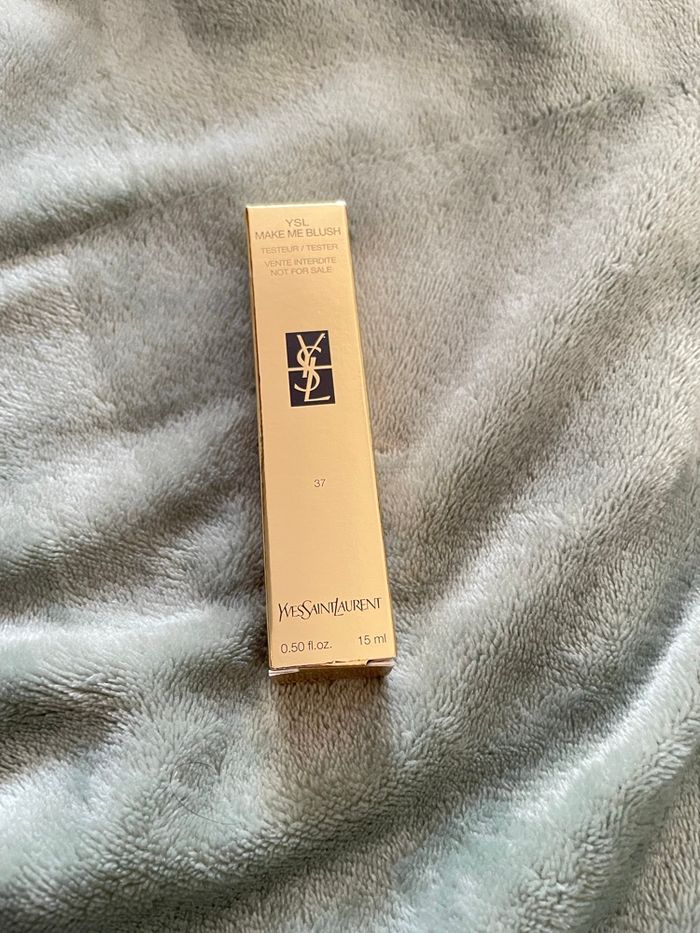 YSL
MAKE ME BLUSH
TESTEUR / TESTER
VENTE INTERDITE
NOT FOR SALE
YSL
37
YVESSAINTLAURENT
0.50 fl.oz. 15 ml